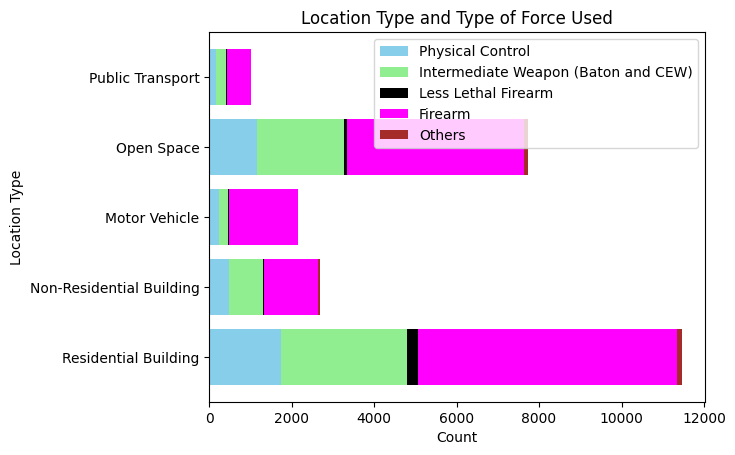 Location Type and Type of Force Used
Physical Control
Intermediate Weapon (Baton and CEW)
Less Lethal Firearm
Firearm
Others
Location Type
Public Transport
Open Space
Motor Vehicle
Non-Residential Building
Residential Building
0 2000 4000 6000 8000 10000 12000
Count